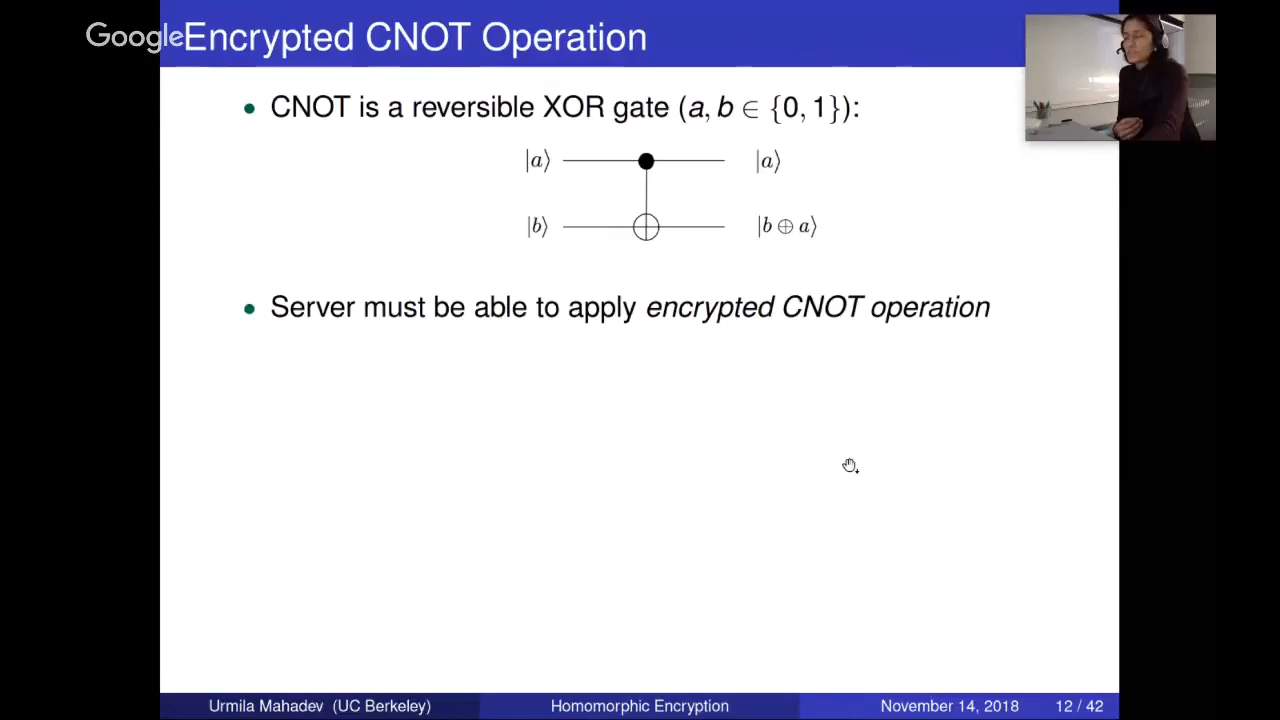 Google
Encrypted CNOT Operation
• CNOT is a reversible XOR gate (a, b ∈ {0, 1}):
|a⟩ |a⟩
|b⟩ |b ⊕ a⟩
• Server must be able to apply encrypted CNOT operation
Urmila Mahadev (UC Berkeley) Homomorphic Encryption November 14, 2018 12 / 42